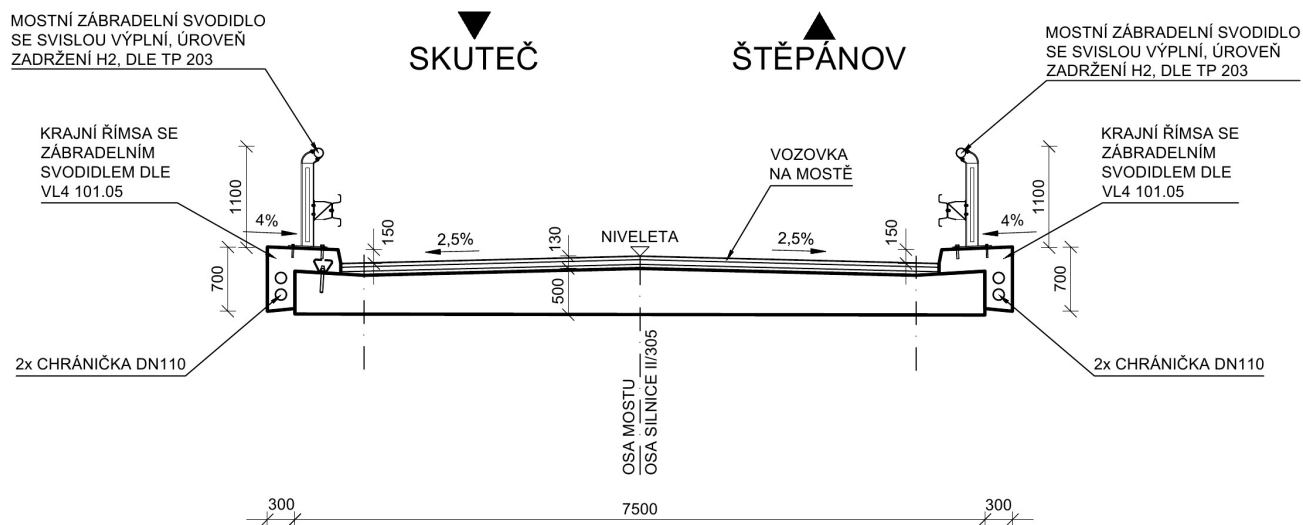 MOSTNÍ ZÁBRADELNÍ SVODIDLO
SE SVISLOU VÝPLNÍ, ÚROVEŇ
ZADRŽENÍ H2, DLE TP 203
SKUTEČ
ŠTĚPÁNOV
MOSTNÍ ZÁBRADELNÍ SVODIDLO
SE SVISLOU VÝPLNÍ, ÚROVEŇ
ZADRŽENÍ H2, DLE TP 203
KRAJNÍ ŘÍMSA SE
ZÁBRADELNÍM
SVODIDLEM DLE
VL4 101.05
VOZOVKA
NA MOSTĚ
KRAJNÍ ŘÍMSA SE
ZÁBRADELNÍM
SVODIDLEM DLE
VL4 101.05
1100
4%
150
2,5%
130
NIVELETA
2,5%
150
4%
1100
700
500
700
2x CHRÁNIČKA DN110
2x CHRÁNIČKA DN110
OSA MOSTU
OSA SILNICE II/305
300
7500
300